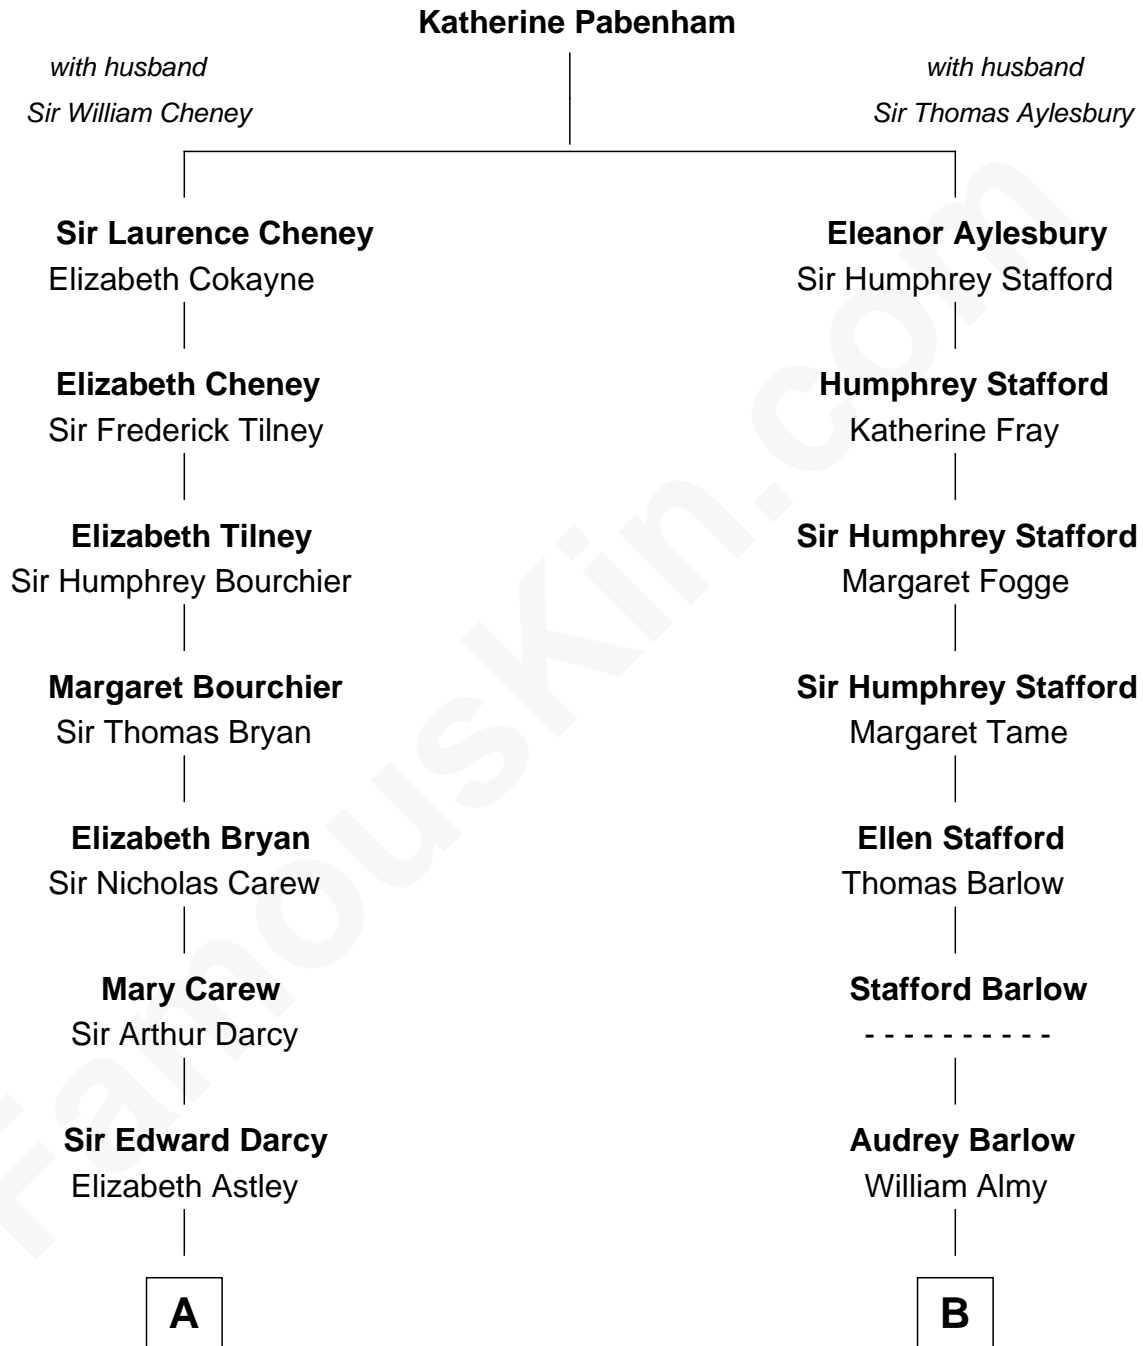 Katherine Pabenham
with husband
Sir William Cheney
with husband
Sir Thomas Aylesbury
Sir Laurence Cheney
Elizabeth Cokayne
Eleanor Aylesbury
Sir Humphrey Stafford
Elizabeth Cheney
Sir Frederick Tilney
Humphrey Stafford
Katherine Fray
Elizabeth Tilney
Sir Humphrey Bourchier
Sir Humphrey Stafford
Margaret Fogge
Margaret Bourchier
Sir Thomas Bryan
Sir Humphrey Stafford
Margaret Tame
Elizabeth Bryan
Sir Nicholas Carew
Ellen Stafford
Thomas Barlow
Mary Carew
Sir Arthur Darcy
Stafford Barlow
- - - - - - - - - -
Sir Edward Darcy
Elizabeth Astley
Audrey Barlow
William Almy
A
B
FamousKin.com